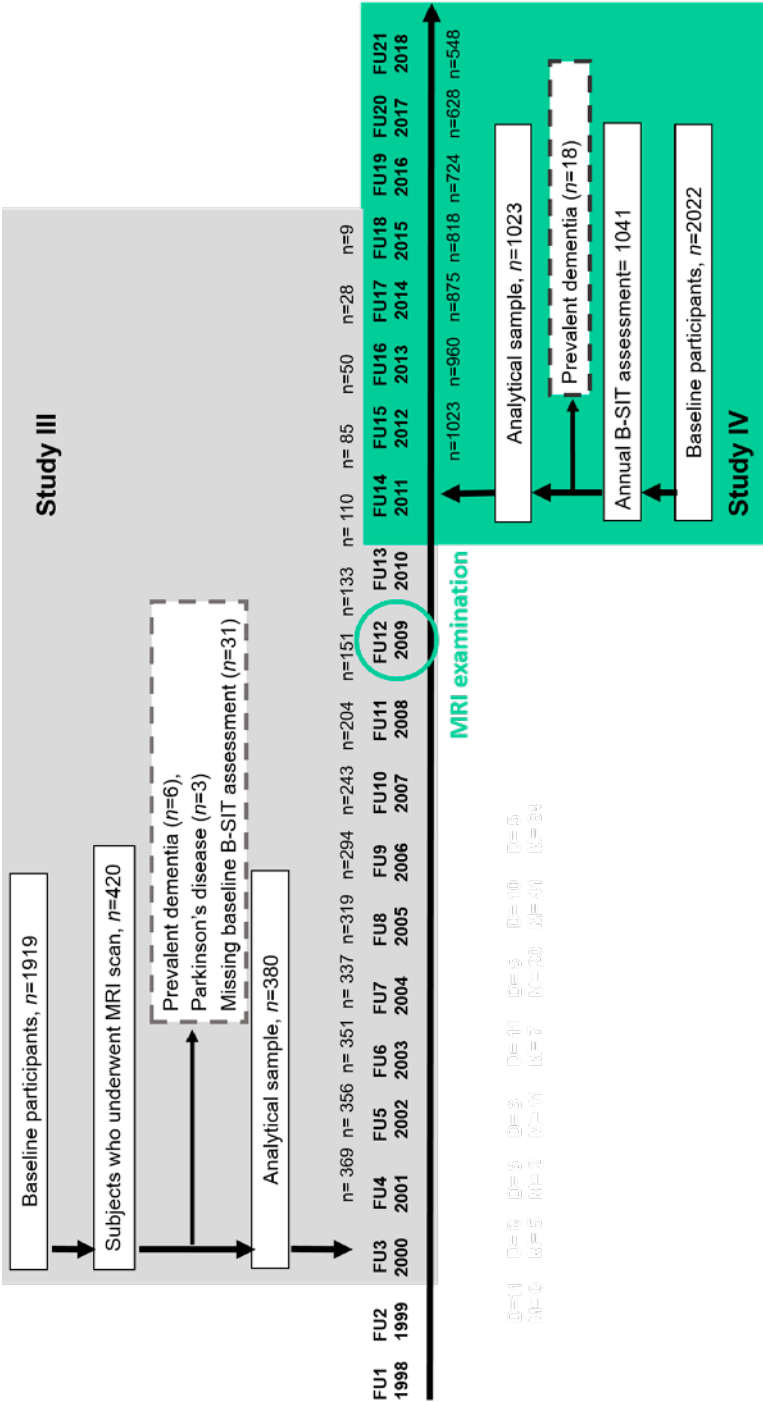 Study III
Baseline participants, n=1919
Subjects who underwent MRI scan, n=420
Prevalent dementia (n=6),
Parkinson's disease (n=3)
Missing baseline B-SIT assessment (n=31)
Analytical sample, n=380
n= 369 n= 356 n= 351 n= 337 n=319 n=294 n=243 n=204 n=151 n=133 n= 110 n= 85 n=50 n=28 n=9
FU1 FU2 FU3 FU4 FU5 FU6 FU7 FU8 FU9 FU10 FU11 FU12 FU13 FU14 FU15 FU16 FU17 FU18 FU19 FU20 FU21
1998 1999 2000 2001 2002 2003 2004 2005 2006 2007 2008 2009 2010 2011 2012 2013 2014 2015 2016 2017 2018
MRI examination
n=1023 n=960 n=875 n=818 n=724 n=628 n=548
Analytical sample, n=1023
Prevalent dementia (n=18)
Annual B-SIT assessment= 1041
Baseline participants, n=2022
Study IV